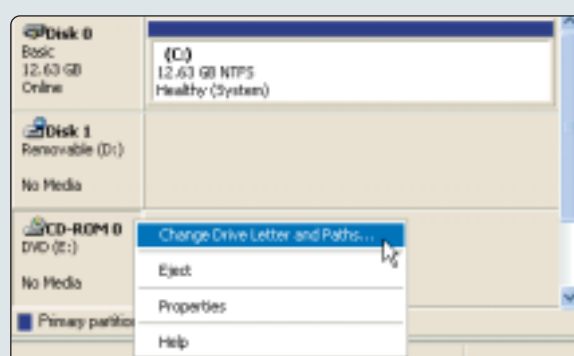 Disk 0
Basic
12.63 GB
Online
(C:)
12.63 GB NTFS
Healthy (System)
Disk 1
Removable (D:)
No Media
CD-ROM 0
DVD (E:)
No Media
Change Drive Letter and Paths...
Eject
Properties
Help
Primary partition